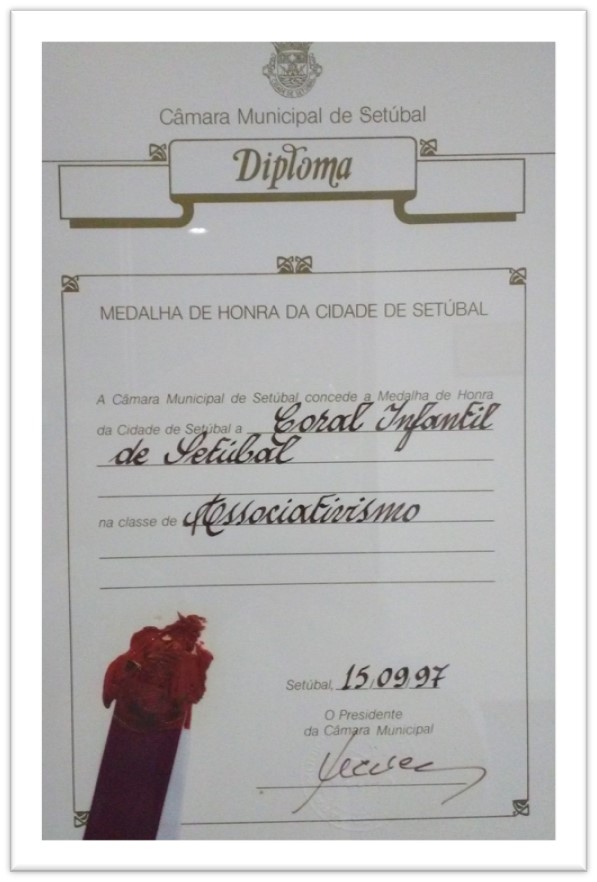 Câmara Municipal de Setúbal
Diploma
MEDALHA DE HONRA DA CIDADE DE SETÚBAL
A Câmara Municipal de Setúbal concede a Medalha de Honra
da Cidade de Setúbal a Coral Infantil
de Setúbal
na classe de Associativismo
Setúbal, 15.09.97
O Presidente
da Câmara Municipal